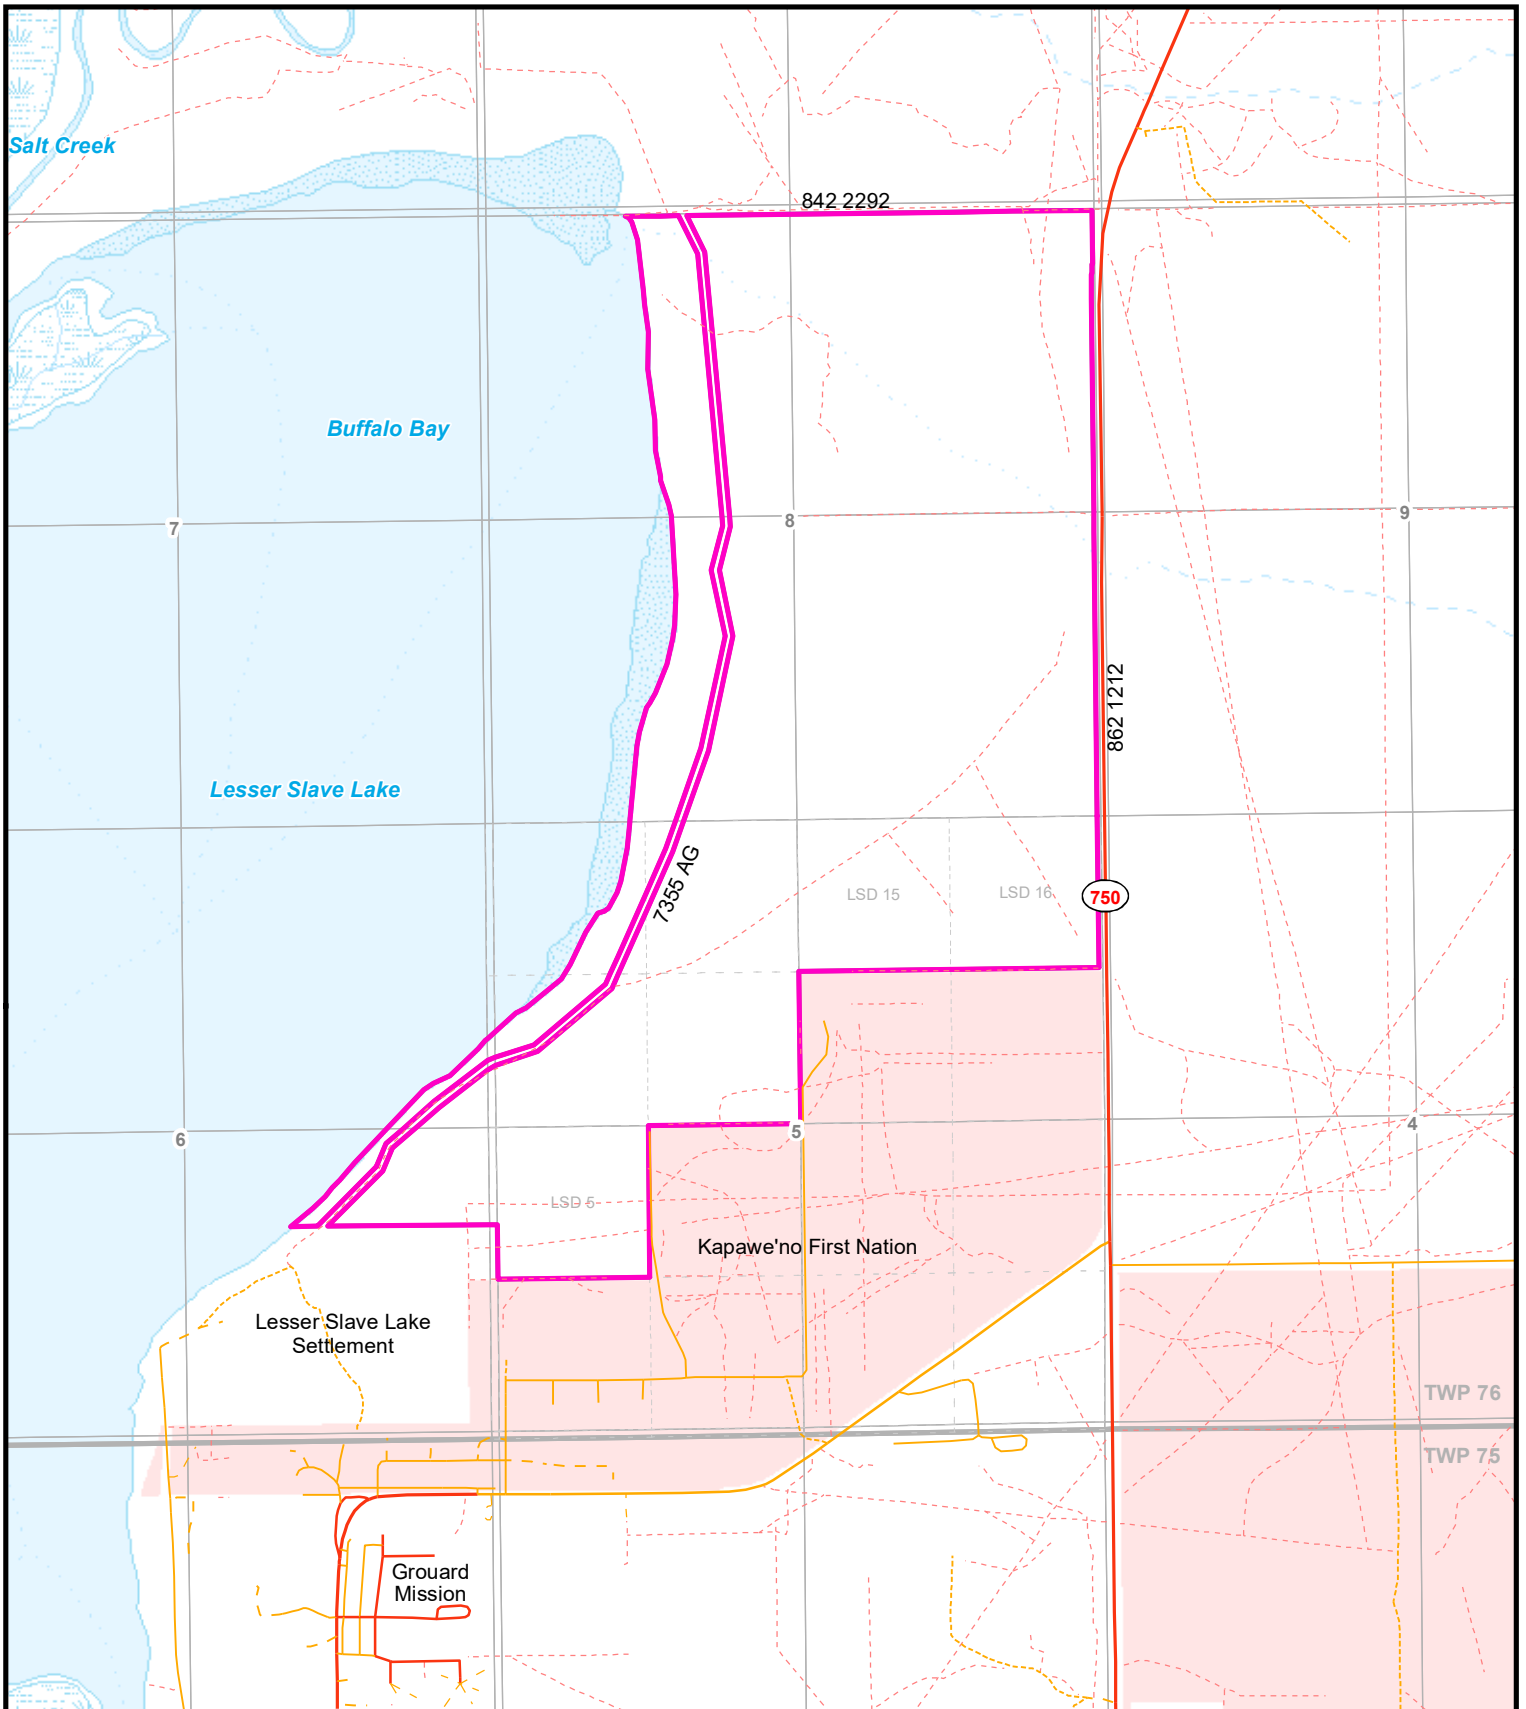 Salt Creek
842 2292
Buffalo Bay
7
8
9
862 1212
Lesser Slave Lake
7355 AG
LSD 15
LSD 16
750
6
5
4
LSD 5
Kapawe'no First Nation
Lesser Slave Lake
Settlement
TWP 76
TWP 75
Grouard
Mission